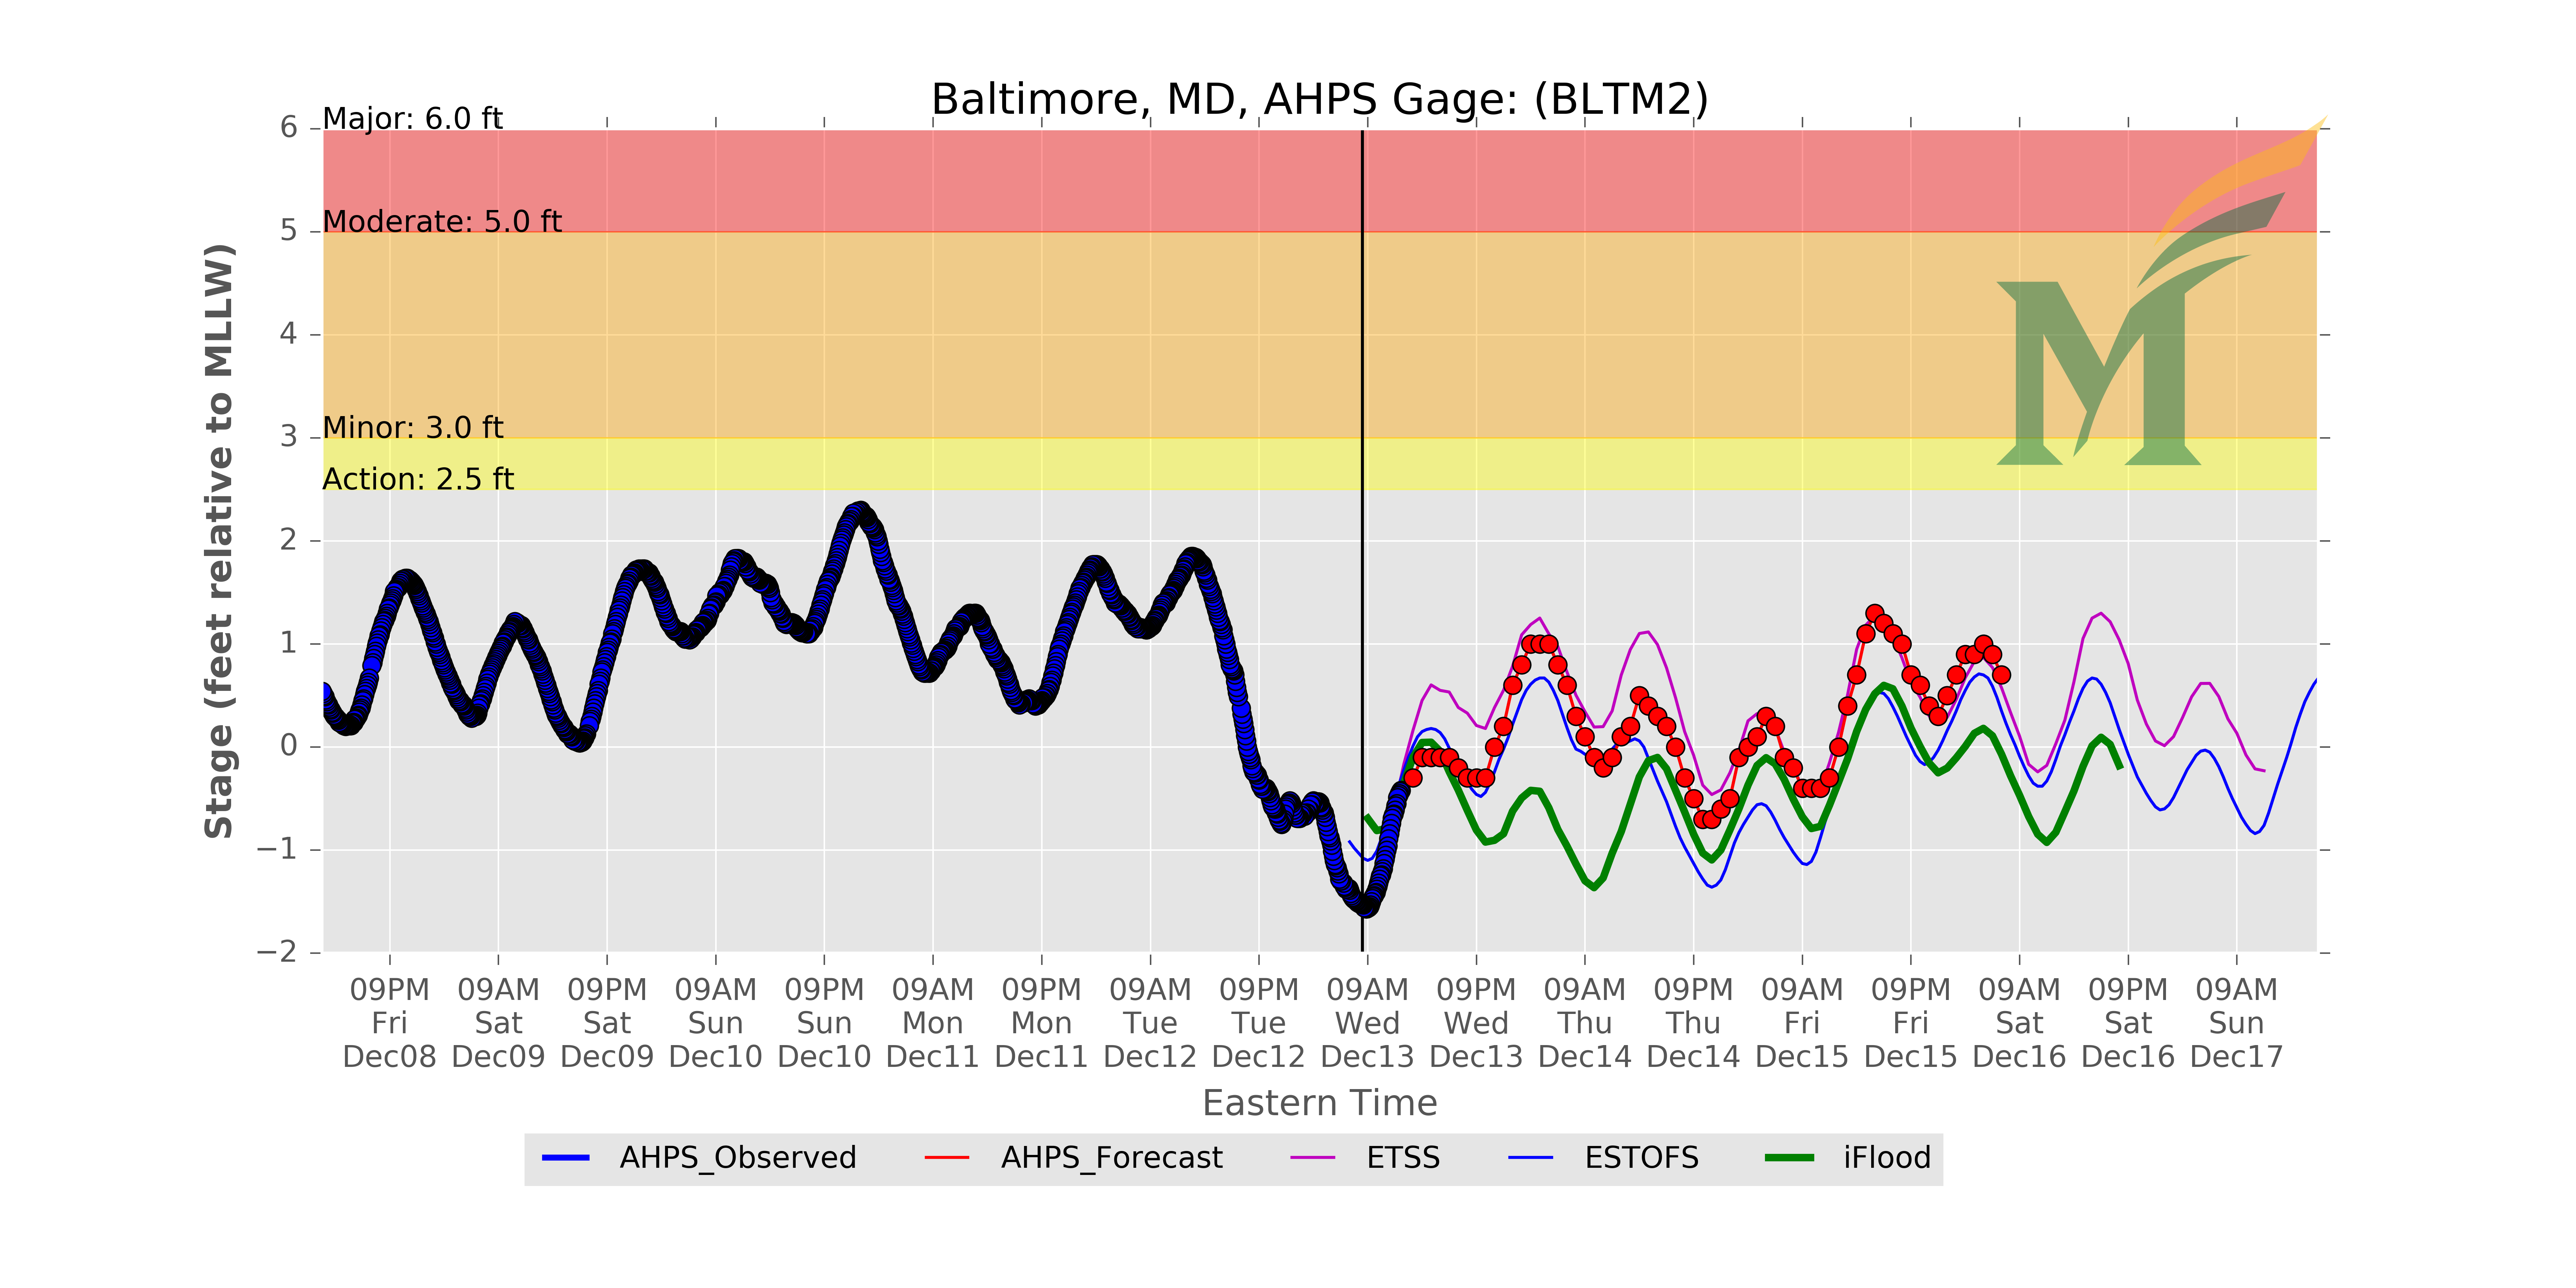 Baltimore, MD, AHPS Gage: (BLTM2)
Major: 6.0 ft
Moderate: 5.0 ft
Minor: 3.0 ft
Action: 2.5 ft
Stage (feet relative to MLLW)
6
5
4
3
2
1
0
−1
−2
09PM 09AM 09PM 09AM 09PM 09AM 09PM 09AM 09PM 09AM 09PM 09AM 09PM 09AM 09PM 09AM 09PM 09AM
Fri Sat Sat Sun Sun Mon Mon Tue Tue Wed Wed Thu Thu Fri Fri Sat Sat Sun
Dec08 Dec09 Dec09 Dec10 Dec10 Dec11 Dec11 Dec12 Dec12 Dec13 Dec13 Dec14 Dec14 Dec15 Dec15 Dec16 Dec16 Dec17
Eastern Time
AHPS_Observed AHPS_Forecast ETSS ESTOFS iFlood
M